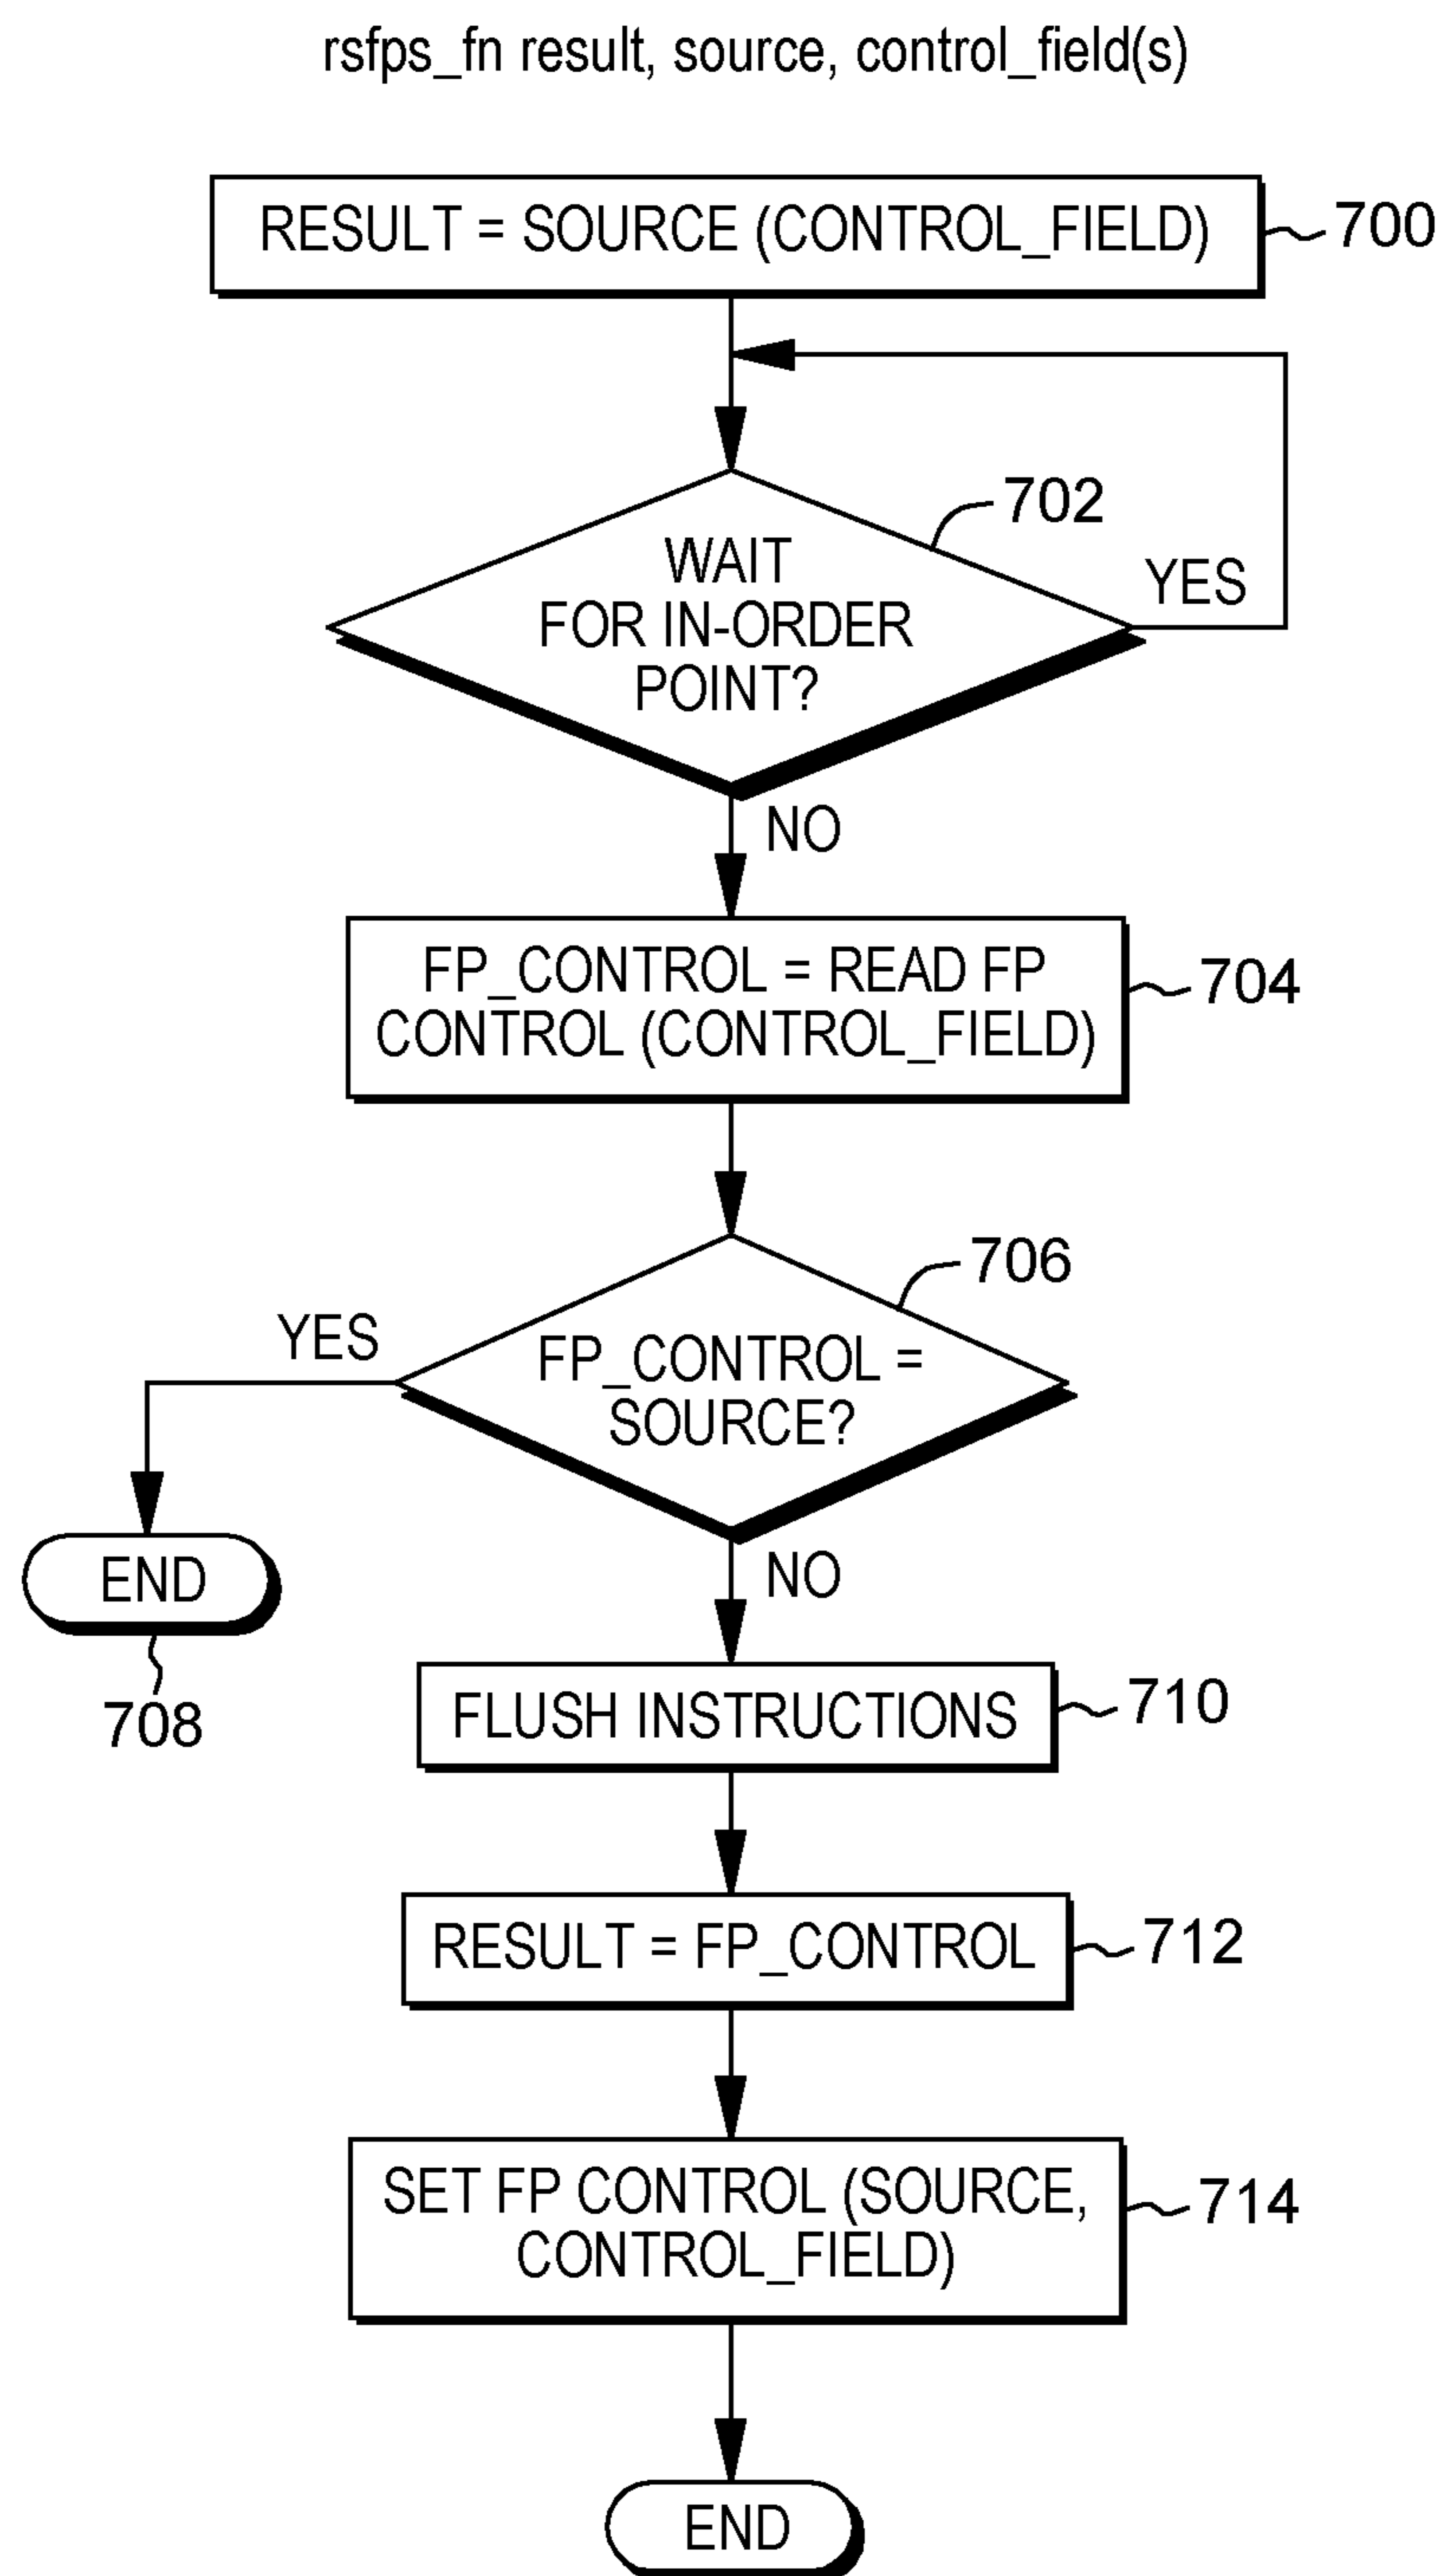 rsfps_fn result, source, control_field(s)
RESULT = SOURCE (CONTROL_FIELD)
700
702
WAIT
FOR IN-ORDER
POINT?
YES
NO
FP_CONTROL = READ FP
CONTROL (CONTROL_FIELD)
704
706
YES
FP_CONTROL =
SOURCE?
END
708
NO
FLUSH INSTRUCTIONS
710
RESULT = FP_CONTROL
712
SET FP CONTROL (SOURCE,
CONTROL_FIELD)
714
END